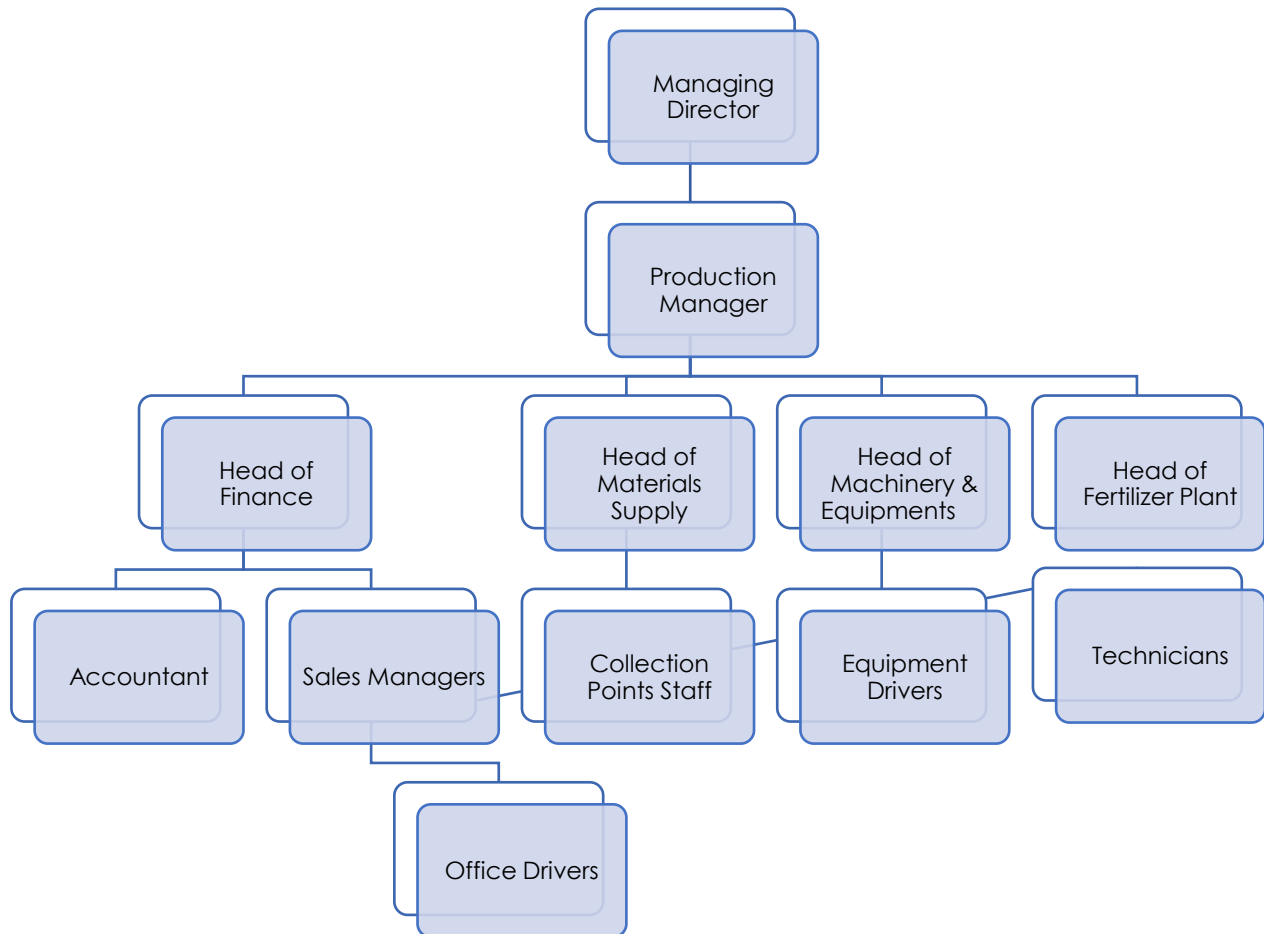 Managing
Director
Production
Manager
Head of
Finance
Head of
Materials
Supply
Head of
Machinery &
Equipments
Head of
Fertilizer Plant
Accountant
Sales Managers
Collection
Points Staff
Equipment
Drivers
Technicians
Office Drivers